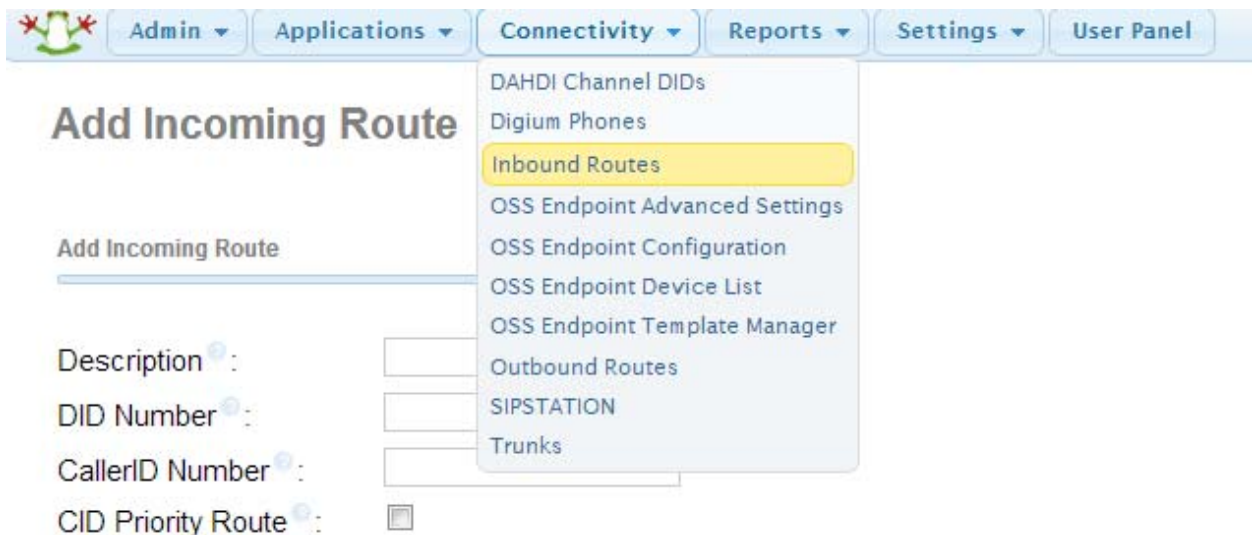 Admin Applications Connectivity Reports Settings User Panel
DAHDI Channel DIDs
Digium Phones
Inbound Routes
OSS Endpoint Advanced Settings
OSS Endpoint Configuration
OSS Endpoint Device List
OSS Endpoint Template Manager
Outbound Routes
SIPSTATION
Trunks
Add Incoming Route
Add Incoming Route
Description ? :
DID Number ? :
CallerID Number ? :
CID Priority Route ? :